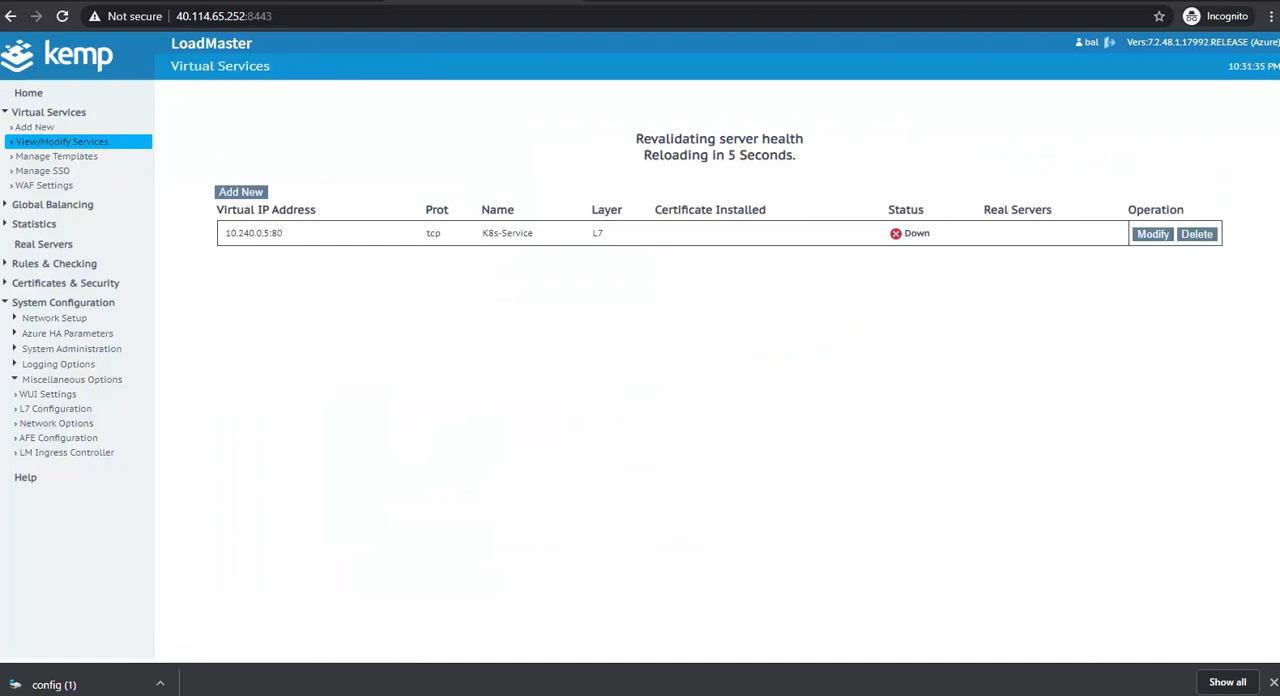 Not secure 40.114.65.252:8443 Incognito
kemp
LoadMaster
Virtual Services
bal Vers:7.2.48.1.17992.RELEASE (Azure)
10:31:35 PM
Home
Virtual Services
Add New
View/Modify Services
Manage Templates
Manage SSO
WAF Settings
Global Balancing
Statistics
Real Servers
Rules & Checking
Certificates & Security
System Configuration
Network Setup
Azure HA Parameters
System Administration
Logging Options
Miscellaneous Options
WUI Settings
L7 Configuration
Network Options
AFE Configuration
LM Ingress Controller
Help
Revalidating server health
Reloading in 5 Seconds.
Add New
Virtual IP Address Prot Name Layer Certificate Installed Status Real Servers Operation
10.240.0.5:80 tcp K8s-Service L7 Down Modify Delete
config (1) Show all